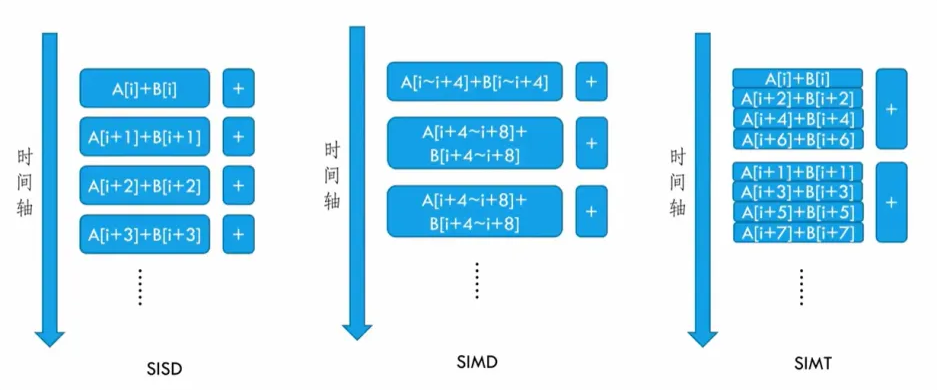 时间轴
A[i]+B[i]
+
A[i+1]+B[i+1]
+
A[i+2]+B[i+2]
+
A[i+3]+B[i+3]
+
......
SISD
时间轴
A[i~i+4]+B[i~i+4]
+
A[i+4~i+8]+
B[i+4~i+8]
+
A[i+4~i+8]+
B[i+4~i+8]
+
......
SIMD
时间轴
A[i]+B[i]
A[i+2]+B[i+2]
A[i+4]+B[i+4]
A[i+6]+B[i+6]
+
A[i+1]+B[i+1]
A[i+3]+B[i+3]
A[i+5]+B[i+5]
A[i+7]+B[i+7]
+
......
SIMT